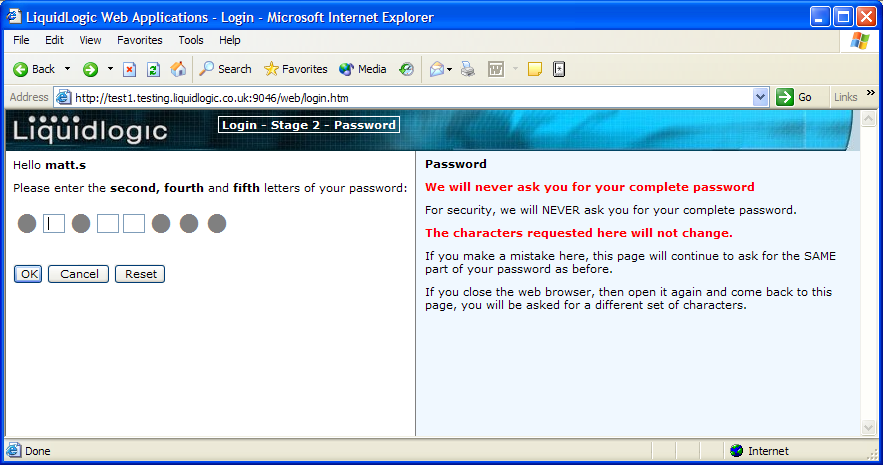 LiquidLogic Web Applications - Login - Microsoft Internet Explorer
File Edit View Favorites Tools Help
Back Search Favorites Media
Address http://test1.testing.liquidlogic.co.uk:9046/web/login.htm Go Links »
Liquidlogic Login - Stage 2 - Password
Hello matt.s
Please enter the second, fourth and fifth letters of your password:
OK Cancel Reset
Password
We will never ask you for your complete password
For security, we will NEVER ask you for your complete password.
The characters requested here will not change.
If you make a mistake here, this page will continue to ask for the SAME
part of your password as before.
If you close the web browser, then open it again and come back to this
page, you will be asked for a different set of characters.
Done Internet